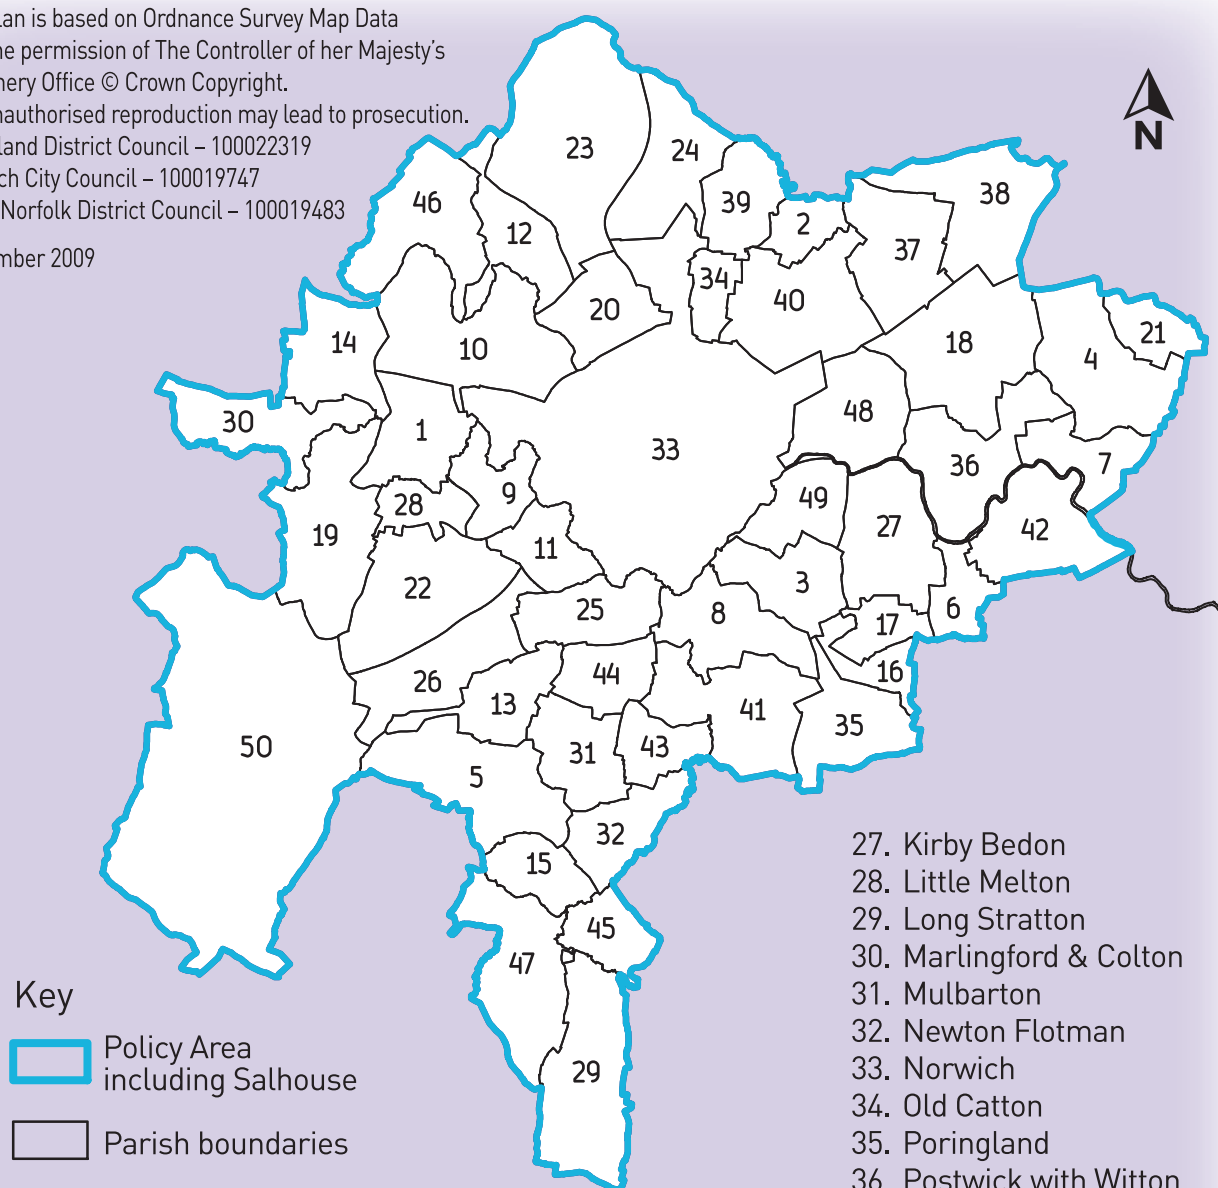 lan is based on Ordnance Survey Map Data
ne permission of The Controller of her Majesty's
nery Office © Crown Copyright.
nauthorised reproduction may lead to prosecution.
land District Council – 100022319
ch City Council – 100019747
Norfolk District Council – 100019483
mber 2009
N
23
24
38
46
39
2
12
37
34
40
20
14
10
18
21
4
30
1
48
33
36
7
9
49
28
27
42
19
11
22
3
25
8
6
17
44
16
26
13
41
35
50
31
43
5
32
15
45
47
29
Key
Policy Area
including Salhouse
Parish boundaries
27. Kirby Bedon
28. Little Melton
29. Long Stratton
30. Marlingford & Colton
31. Mulbarton
32. Newton Flotman
33. Norwich
34. Old Catton
35. Poringland
36. Postwick with Witton